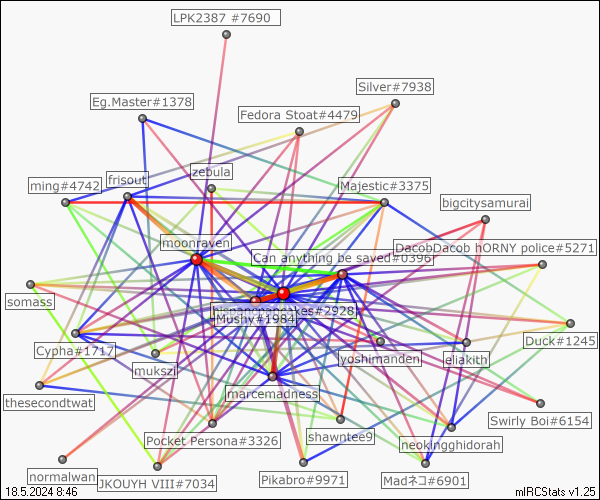 LPK2387 #7690
Silver#7938
Eg.Master#1378
Fedora Stoat#4479
zebula
frisout
ming#4742
Majestic#3375
bigcitysamurai
moonraven
DacobDacob hORNY police#5271
Can anything be saved#0396
somass
hispanicpancakes#2928
Mushy#1984
Duck#1245
Cypha#1717
yoshimanden
eliakith
mukszi
marcemadness
thesecondtwat
Swirly Boi#6154
shawntee9
Pocket Persona#3326
neokingghidorah
normalwan
JKOUYH VIII#7034
Pikabro#9971
Madネコ#6901
18.5.2024 8:46
mIRCStats v1.25